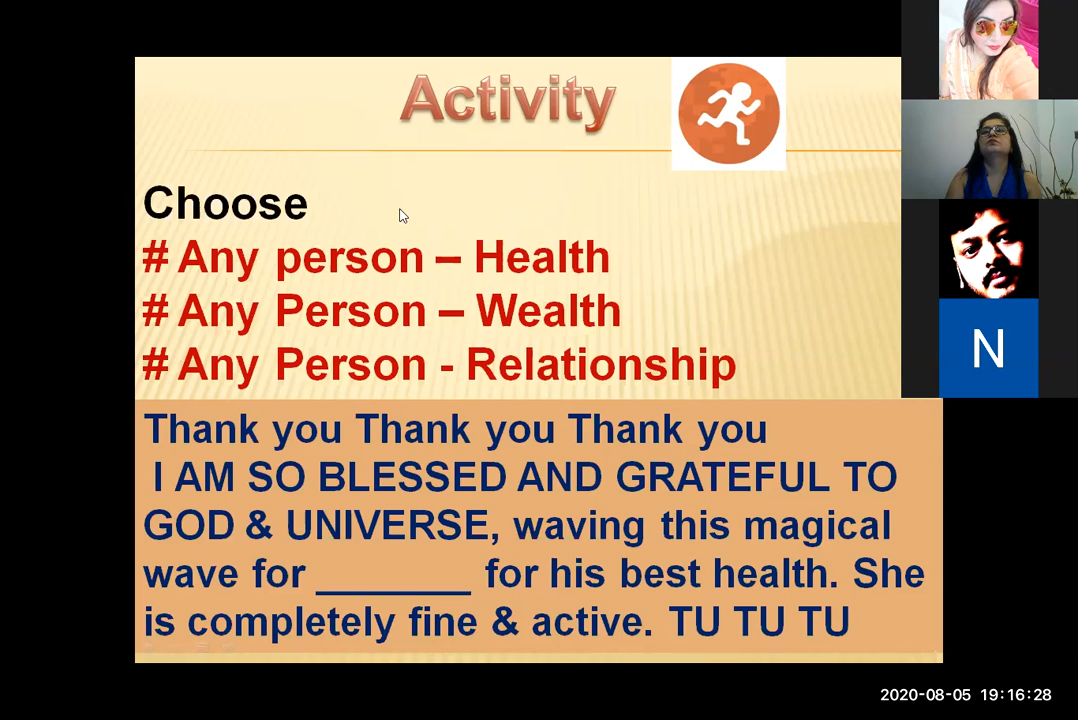 Activity
Choose
# Any person – Health
# Any Person – Wealth
# Any Person - Relationship
Thank you Thank you Thank you
I AM SO BLESSED AND GRATEFUL TO
GOD & UNIVERSE, waving this magical
wave for _______ for his best health. She
is completely fine & active. TU TU TU
N
2020-08-05 19:16:28